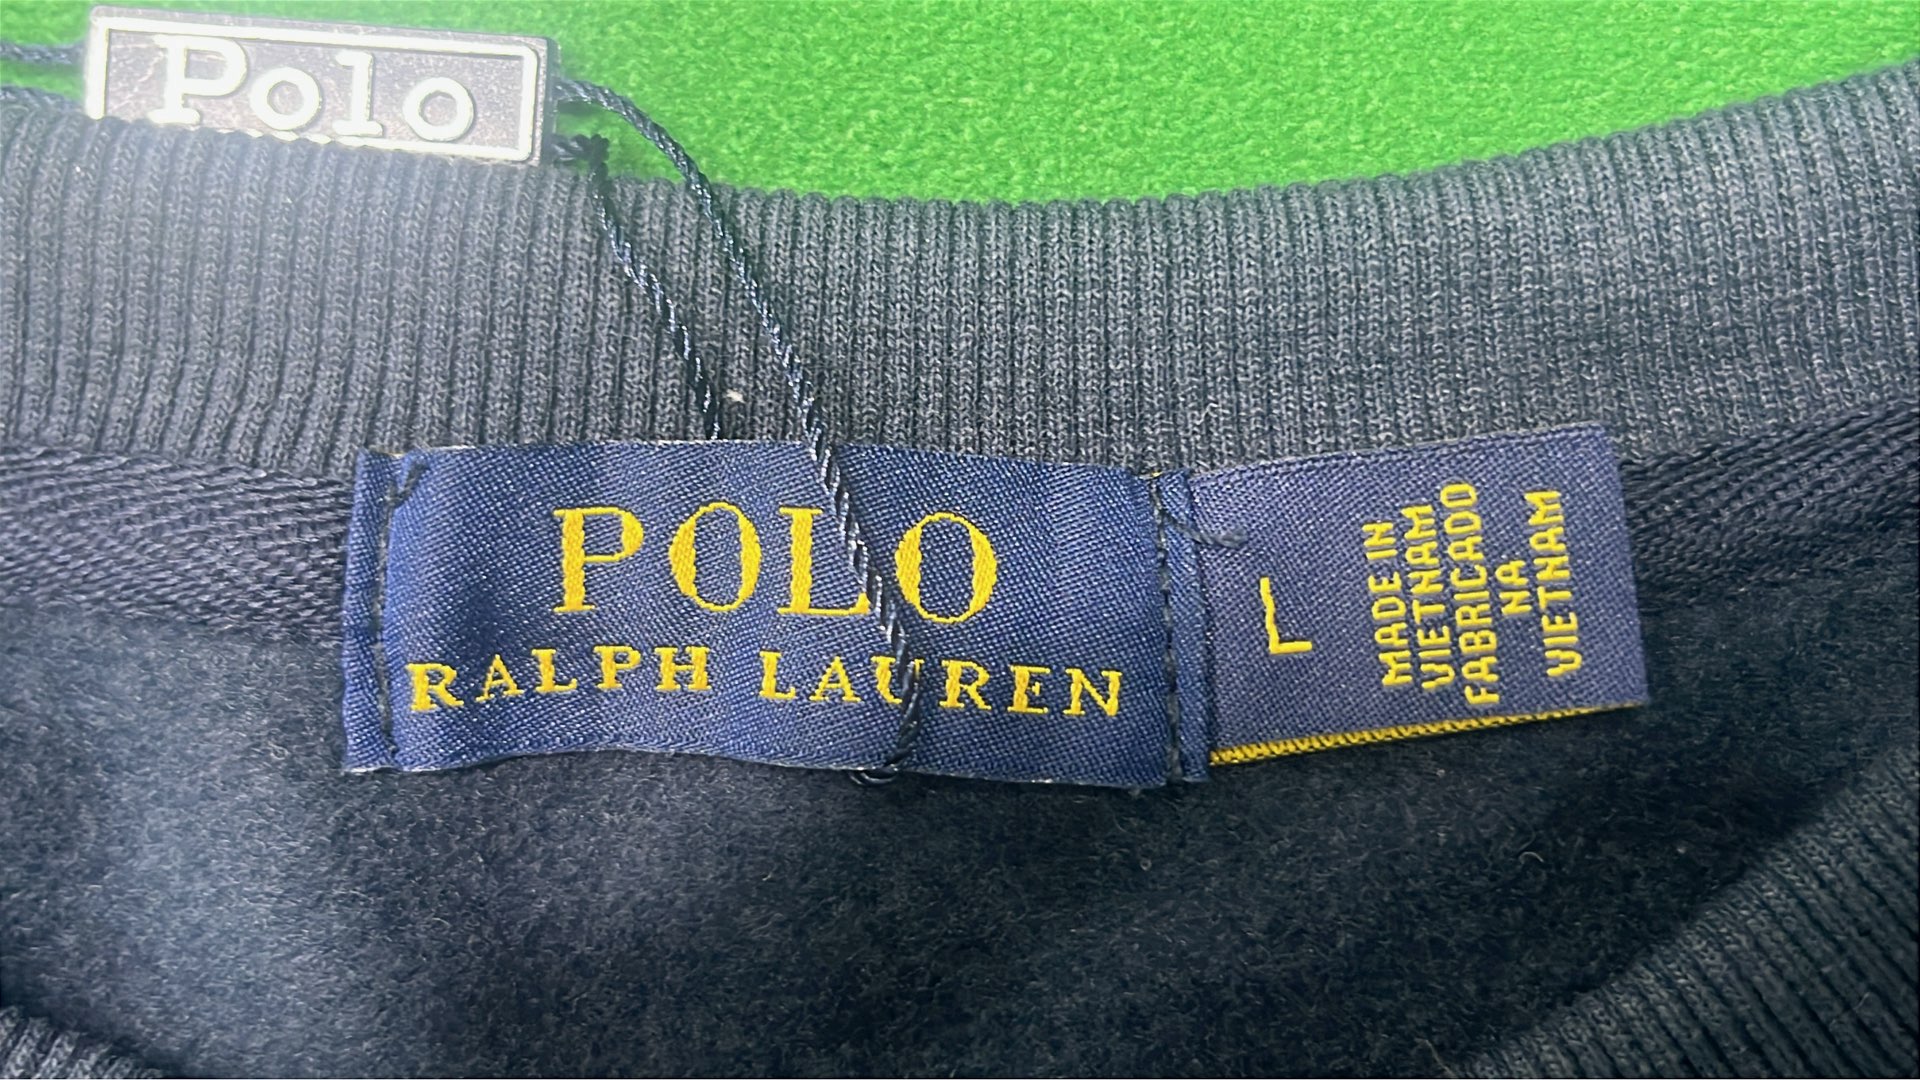 Polo
POLO
RALPH LAUREN
L
MADE IN
VIETNAM
FABRICADO
NA
VIETNAM